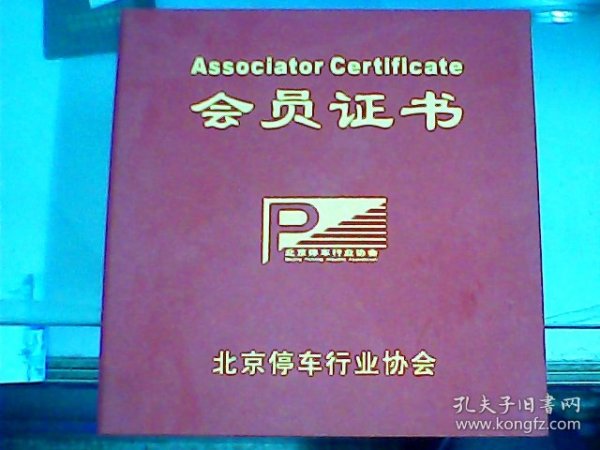 Associator Certificate
会员证书
P
北京停车行业协会
北京停车行业协会
孔夫子旧书网
www.kongfz.com